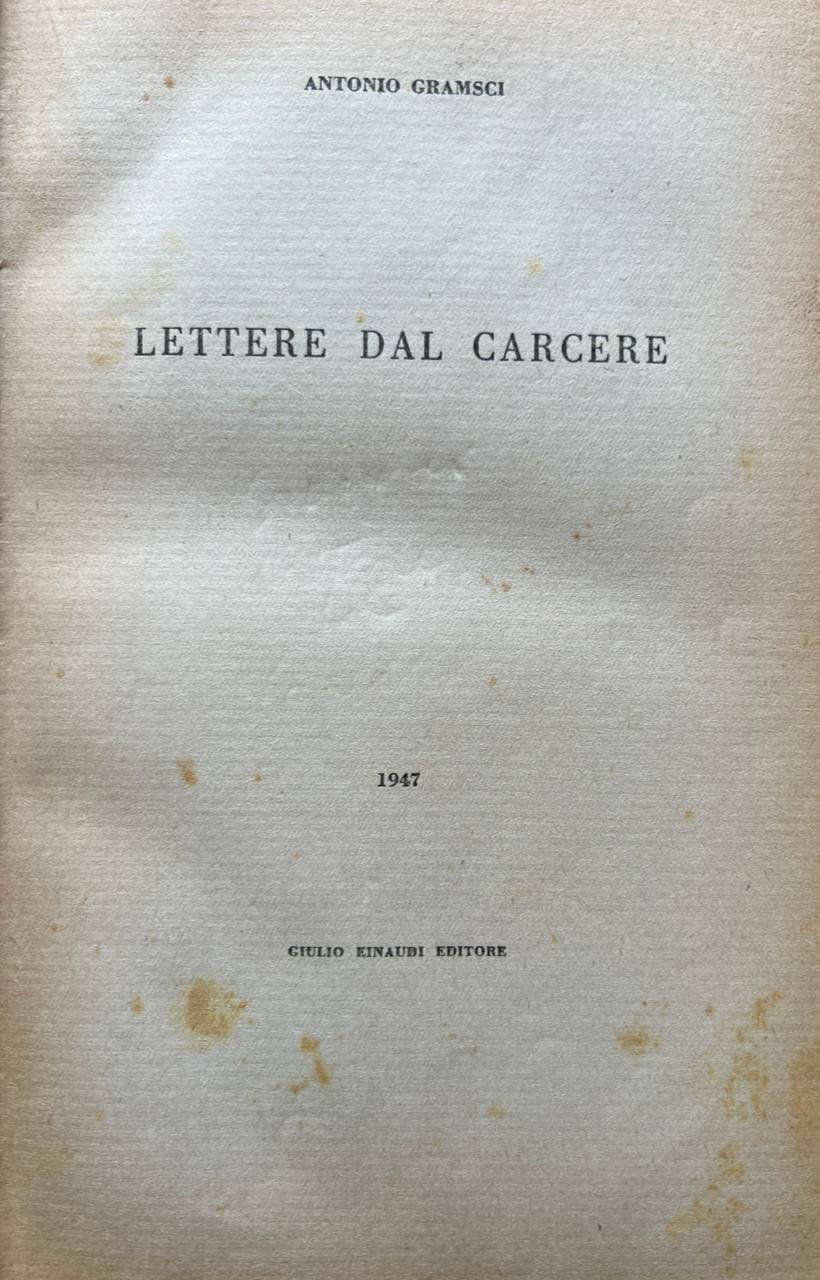 ANTONIO GRAMSCI
LETTERE DAL CARCERE
1947
GIULIO EINAUDI EDITORE